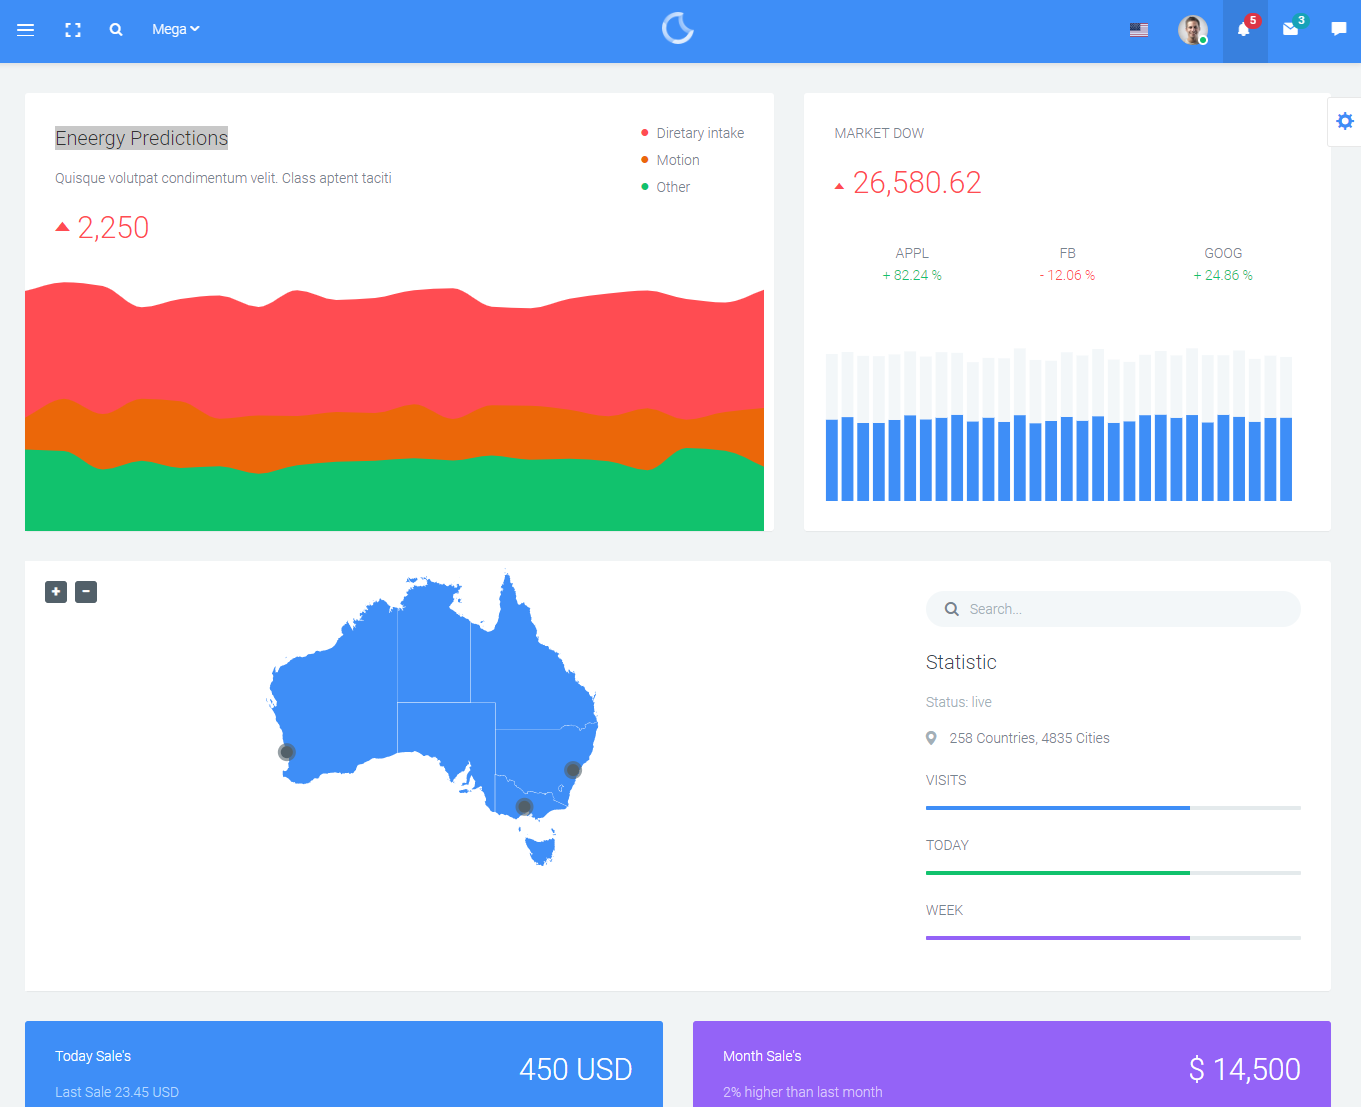 Mega
5
3
Eneergy Predictions
Quisque volutpat condimentum velit. Class aptent taciti
2,250
Diretary intake
Motion
Other
MARKET DOW
26,580.62
APPL
+ 82.24 %
FB
- 12.06 %
GOOG
+ 24.86 %
+
-
Search...
Statistic
Status: live
258 Countries, 4835 Cities
VISITS
TODAY
WEEK
Today Sale's
450 USD
Last Sale 23.45 USD
Month Sale's
$ 14,500
2% higher than last month